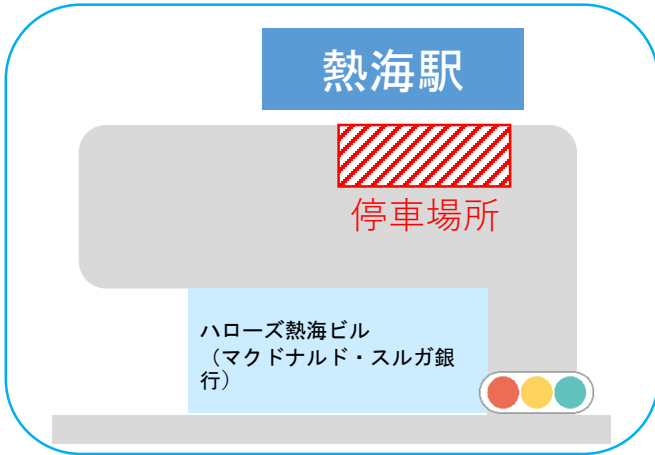 熱海駅
停車場所
ハローズ熱海ビル
（マクドナルド・スルガ銀
行）